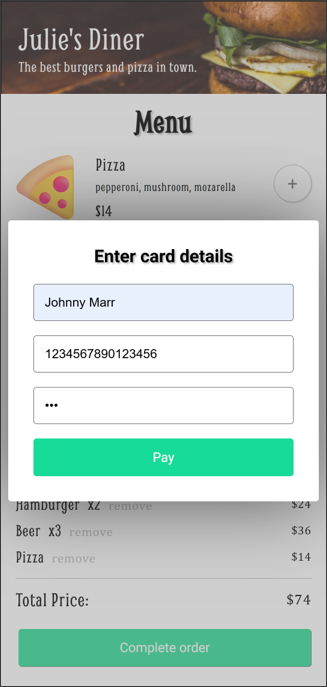 Julie's Diner
The best burgers and pizza in town.
Menu
Pizza
pepperoni, mushroom, mozarella
$14
+
Enter card details
Johnny Marr
1234567890123456
•••
Pay
Hamburger x2 remove $24
Beer x3 remove $36
Pizza remove $14
Total Price: $74
Complete order